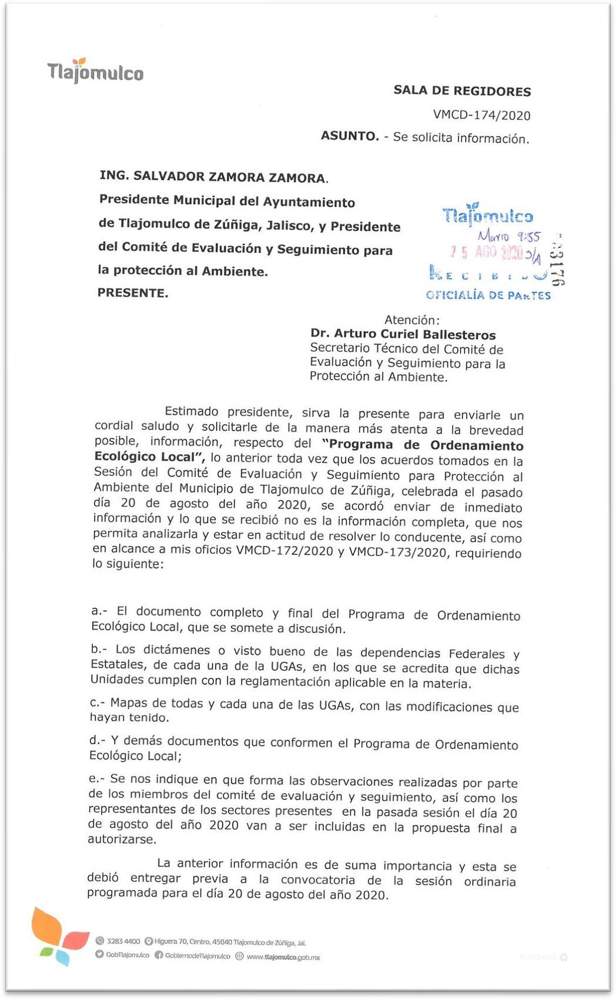 Tlajomulco
SALA DE REGIDORES
VMCD-174/2020
ASUNTO. - Se solicita información.
ING. SALVADOR ZAMORA ZAMORA.
Presidente Municipal del Ayuntamiento
de Tlajomulco de Zúñiga, Jalisco, y Presidente
del Comité de Evaluación y Seguimiento para
la protección al Ambiente.
PRESENTE.
Tlajomulco
Mario 9:55
25 AGO 2020 S/A
RECIBIDO
OFICIALÍA DE PARTES
Atención:
Dr. Arturo Curiel Ballesteros
Secretario Técnico del Comité de
Evaluación y Seguimiento para la
Protección al Ambiente.
Estimado presidente, sirva la presente para enviarle un
cordial saludo y solicitarle de la manera más atenta a la brevedad
posible, información, respecto del “Programa de Ordenamiento
Ecológico Local”, lo anterior toda vez que los acuerdos tomados en la
Sesión del Comité de Evaluación y Seguimiento para Protección al
Ambiente del Municipio de Tlajomulco de Zúñiga, celebrada el pasado
día 20 de agosto del año 2020, se acordó enviar de inmediato
información y lo que se recibió no es la información completa, que nos
permita analizarla y estar en actitud de resolver lo conducente, así como
en alcance a mis oficios VMCD-172/2020 y VMCD-173/2020, requiriendo
lo siguiente:
a.- El documento completo y final del Programa de Ordenamiento
Ecológico Local, que se somete a discusión.
b.- Los dictámenes o visto bueno de las dependencias Federales y
Estatales, de cada una de la UGAs, en los que se acredita que dichas
Unidades cumplen con la reglamentación aplicable en la materia.
c.- Mapas de todas y cada una de las UGAs, con las modificaciones que
hayan tenido.
d.- Y demás documentos que conformen el Programa de Ordenamiento
Ecológico Local;
e.- Se nos indique en que forma las observaciones realizadas por parte
de los miembros del comité de evaluación y seguimiento, así como los
representantes de los sectores presentes en la pasada sesión el día 20
de agosto del año 2020 van a ser incluidas en la propuesta final a
autorizarse.
La anterior información es de suma importancia y esta se
debió entregar previa a la convocatoria de la sesión ordinaria
programada para el día 20 de agosto del año 2020.
3283 4400 Higuera 70, Centro, 45640 Tlajomulco de Zúñiga, Jal.
GobTlajomulco GobiernodeTlajomulco www.tlajomulco.gob.mx